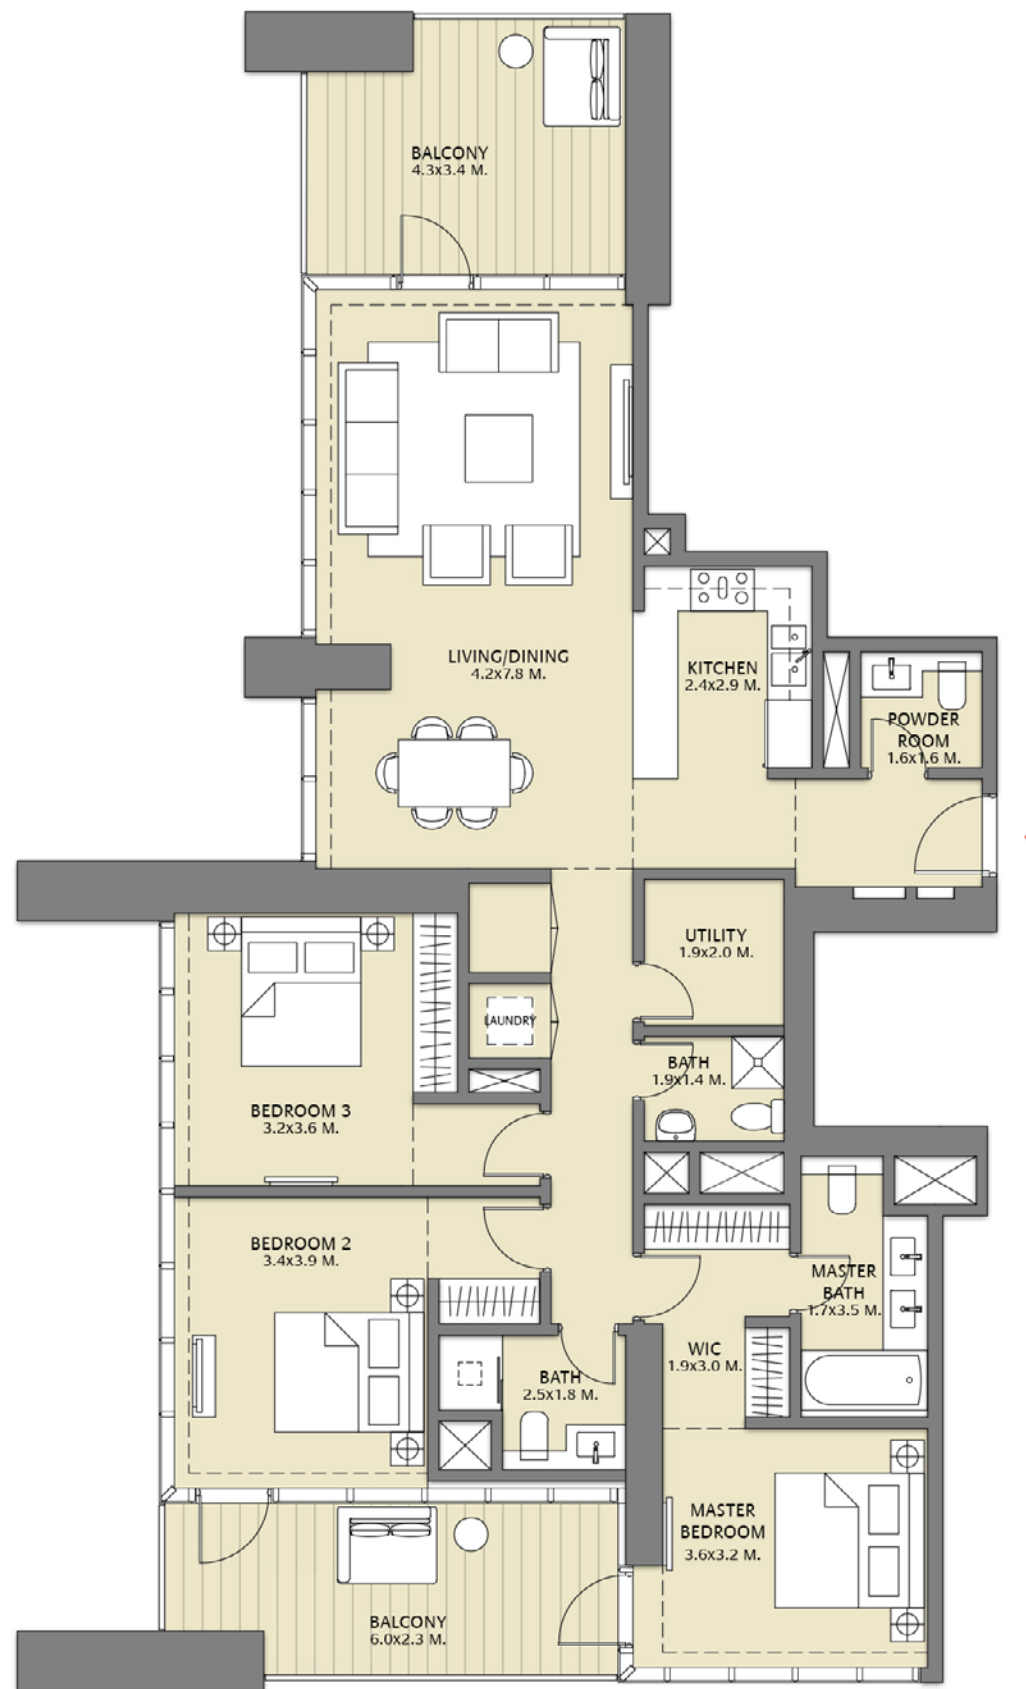 BALCONY
4.3x3.4 M.
LIVING/DINING
4.2x7.8 M.
KITCHEN
2.4x2.9 M.
POWDER
ROOM
1.6x1.6 M.
UTILITY
1.9x2.0 M.
LAUNDRY
BATH
1.9x1.4 M.
BEDROOM 3
3.2x3.6 M.
BEDROOM 2
3.4x3.9 M.
MASTER
BATH
1.7x3.5 M.
WIC
1.9x3.0 M.
BATH
2.5x1.8 M.
MASTER
BEDROOM
3.6x3.2 M.
BALCONY
6.0x2.3 M.